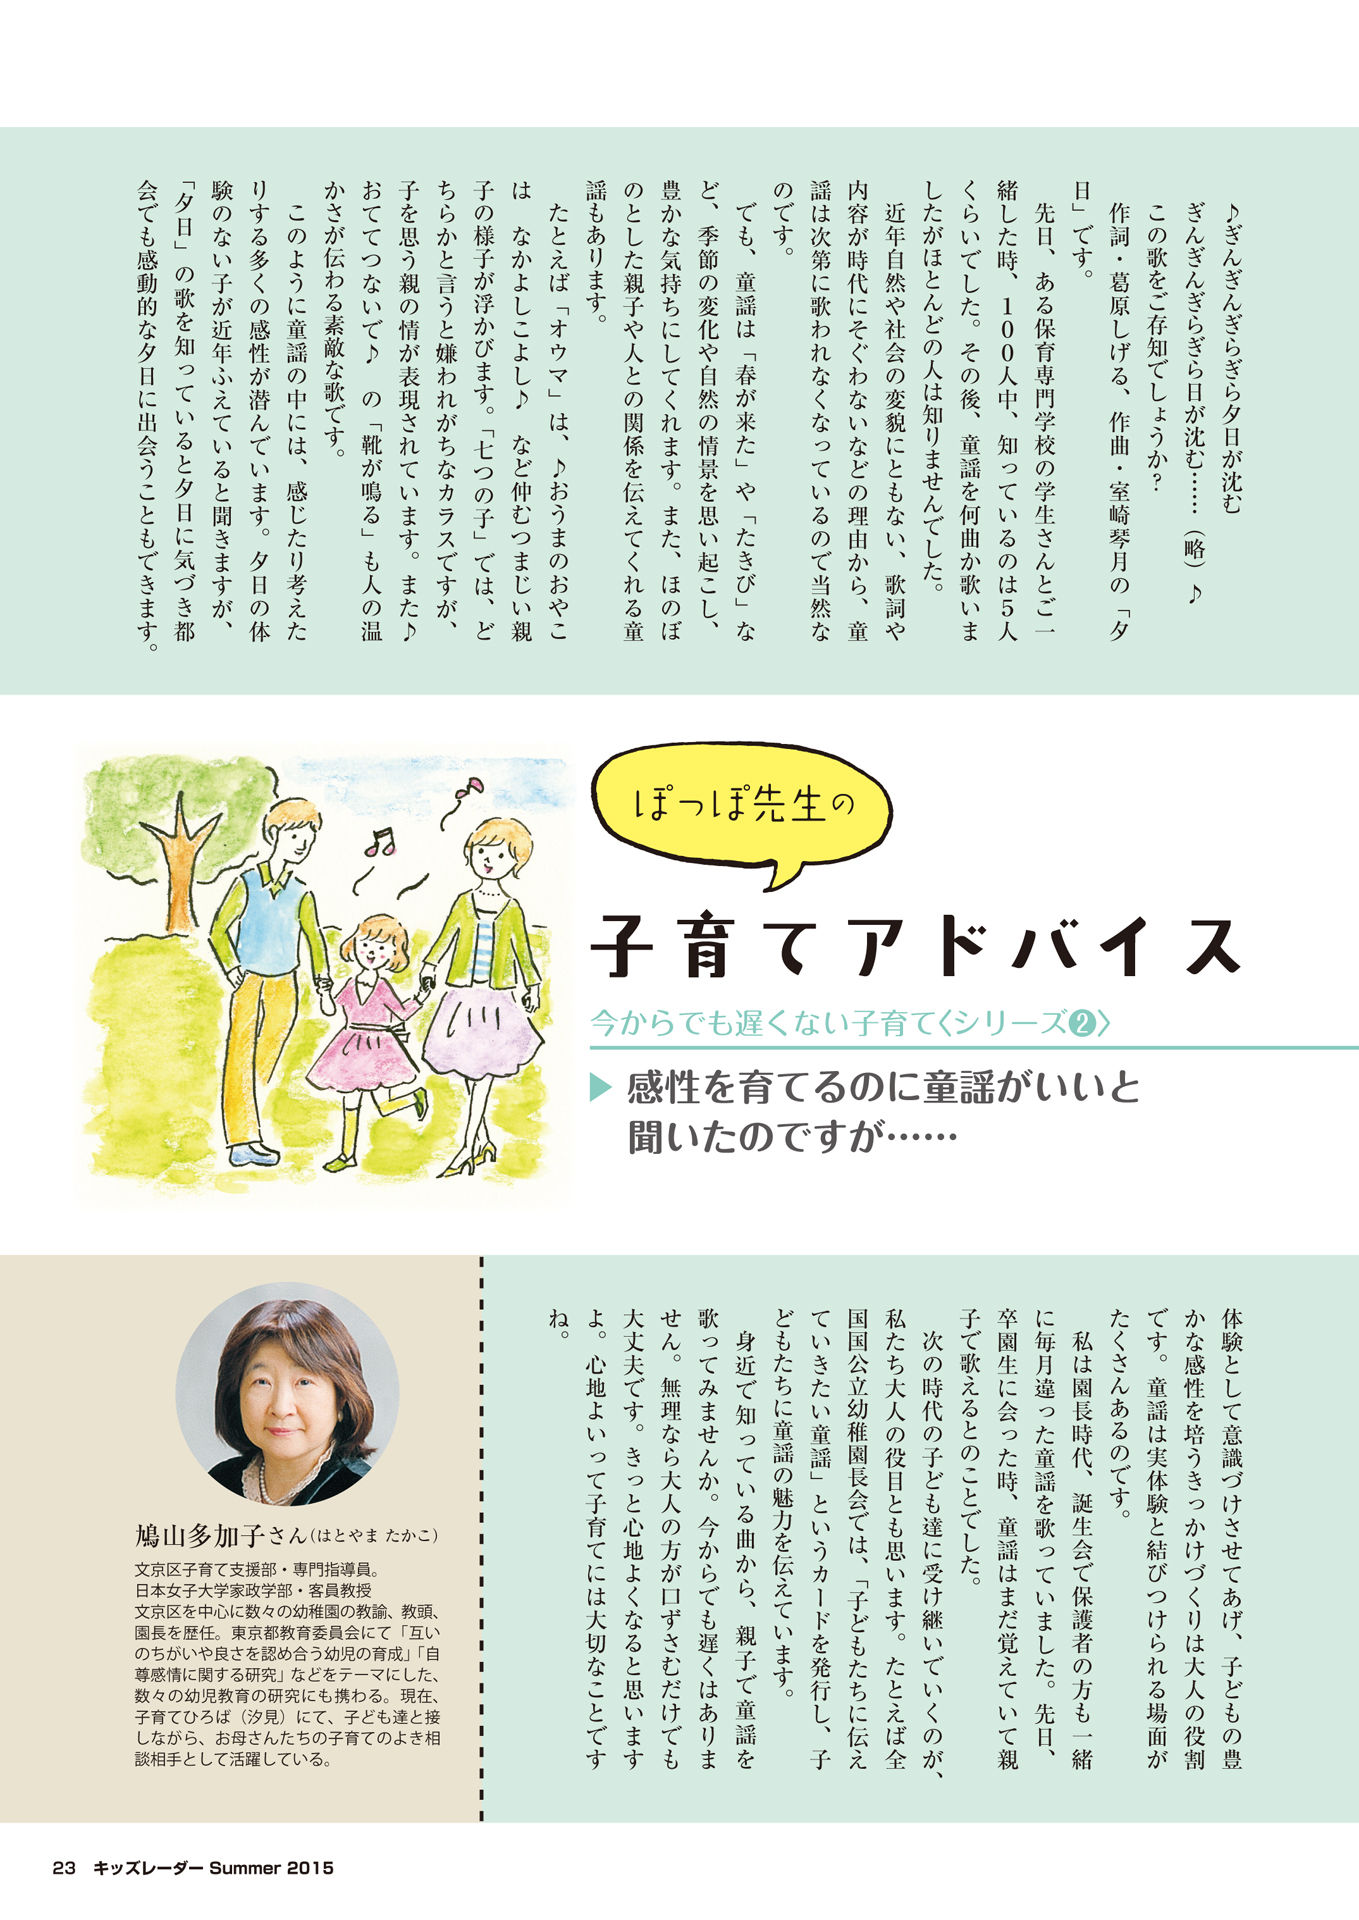 ぽっぽ先生の
子育てアドバイス
今からでも遅くない子育て〈シリーズ❷〉
▶感性を育てるのに童謡がいいと
聞いたのですが……
♪ぎんぎんぎらぎら夕日が沈む
ぎんぎんぎらぎら日が沈む……（略）♪
この歌をご存知でしょうか？
作詞・葛原しげる、作曲・室崎琴月の「夕
日」です。
先日、ある保育専門学校の学生さんとご一
緒した時、１００人中、知っているのは５人
くらいでした。その後、童謡を何曲か歌いま
したがほとんどの人は知りませんでした。
近年自然や社会の変貌にともない、歌詞や
内容が時代にそぐわないなどの理由から、童
謡は次第に歌われなくなっているので当然な
のです。
でも、童謡は「春が来た」や「たきび」な
ど、季節の変化や自然の情景を思い起こし、
豊かな気持ちにしてくれます。また、ほのぼ
のとした親子や人との関係を伝えてくれる童
謡もあります。
たとえば「オウマ」は、♪おうまのおやこ
は　なかよしこよし♪　など仲むつまじい親
子の様子が浮かびます。「七つの子」では、ど
ちらかと言うと嫌われがちなカラスですが、
子を思う親の情が表現されています。また♪
おててつないで♪　の「靴が鳴る」も人の温
かさが伝わる素敵な歌です。
このように童謡の中には、感じたり考えた
りする多くの感性が潜んでいます。夕日の体
験のない子が近年ふえていると聞きますが、
「夕日」の歌を知っていると夕日に気づき都
会でも感動的な夕日に出会うこともできます。
体験として意識づけさせてあげ、子どもの豊
かな感性を培うきっかけづくりは大人の役割
です。童謡は実体験と結びつけられる場面が
たくさんあるのです。
私は園長時代、誕生会で保護者の方も一緒
に毎月違った童謡を歌っていました。先日、
卒園生に会った時、童謡はまだ覚えていて親
子で歌えるとのことでした。
次の時代の子ども達に受け継いでいくのが、
私たち大人の役目とも思います。たとえば全
国国公立幼稚園長会では、「子どもたちに伝え
ていきたい童謡」というカードを発行し、子
どもたちに童謡の魅力を伝えています。
身近で知っている曲から、親子で童謡を
歌ってみませんか。今からでも遅くはありま
せん。無理なら大人の方が口ずさむだけでも
大丈夫です。きっと心地よくなると思います
よ。心地よいって子育てには大切なことです
ね。
鳩山多加子さん（はとやま たかこ）
文京区子育て支援部・専門指導員。
日本女子大学家政学部・客員教授
文京区を中心に数々の幼稚園の教諭、教頭、
園長を歴任。東京都教育委員会にて「互い
のちがいや良さを認め合う幼児の育成」「自
尊感情に関する研究」などをテーマにした、
数々の幼児教育の研究にも携わる。現在、
子育てひろば（汐見）にて、子ども達と接
しながら、お母さんたちの子育てのよき相
談相手として活躍している。
23　キッズレーダー Summer 2015